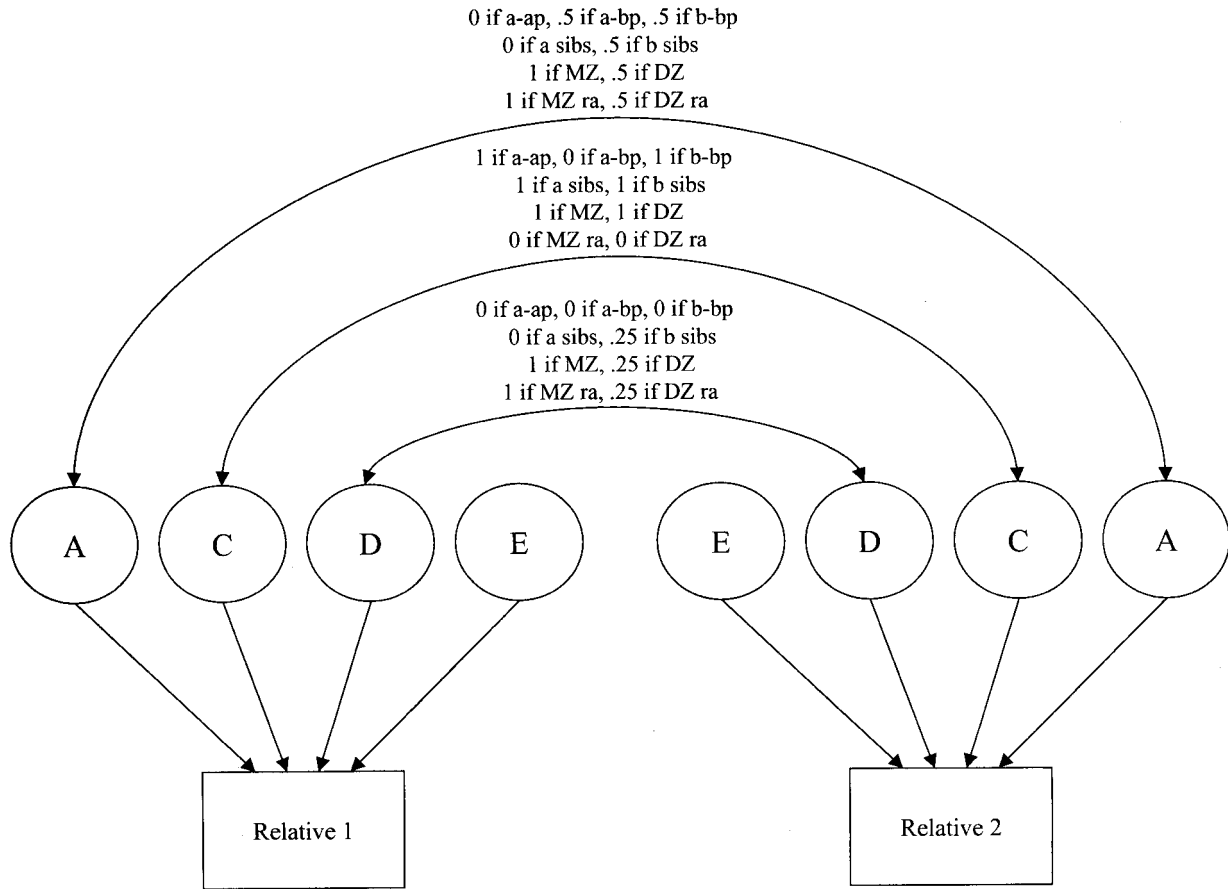 0 if a-ap, .5 if a-bp, .5 if b-bp
0 if a sibs, .5 if b sibs
1 if MZ, .5 if DZ
1 if MZ ra, .5 if DZ ra
1 if a-ap, 0 if a-bp, 1 if b-bp
1 if a sibs, 1 if b sibs
1 if MZ, 1 if DZ
0 if MZ ra, 0 if DZ ra
0 if a-ap, 0 if a-bp, 0 if b-bp
0 if a sibs, .25 if b sibs
1 if MZ, .25 if DZ
1 if MZ ra, .25 if DZ ra
A C D E E D C A
Relative 1 Relative 2